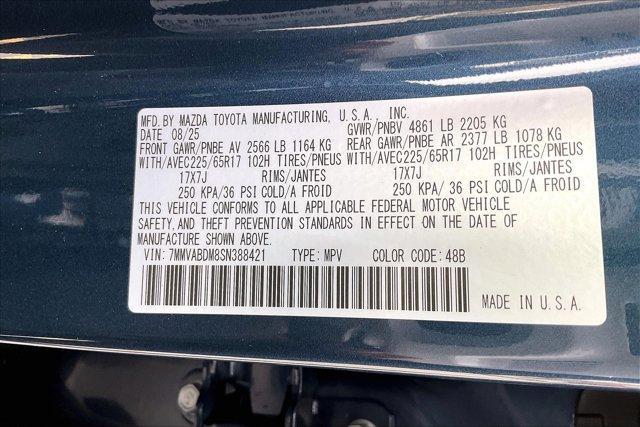 MFD. BY MAZDA TOYOTA MANUFACTURING, U.S.A., INC.
DATE 08/25 GVWR/PNBV 4861 LB 2205 KG
FRONT GAWR/PNBE AV 2566 LB 1164 KG REAR GAWR/PNBE AR 2377 LB 1078 KG
WITH/AVEC225/65R17 102H TIRES/PNEUS WITH/AVEC225/65R17 102H TIRES/PNEUS
17X7J RIMS/JANTES 17X7J RIMS/JANTES
250 KPA/36 PSI COLD/A FROID 250 KPA/ 36 PSI COLD/A FROID
THIS VEHICLE CONFORMS TO ALL APPLICABLE FEDERAL MOTOR VEHICLE
SAFETY, AND THEFT PREVENTION STANDARDS IN EFFECT ON THE DATE OF
MANUFACTURE SHOWN ABOVE.
VIN: 7MMVABDM8SN388421 TYPE: MPV COLOR CODE: 48B
MADE IN U.S.A.